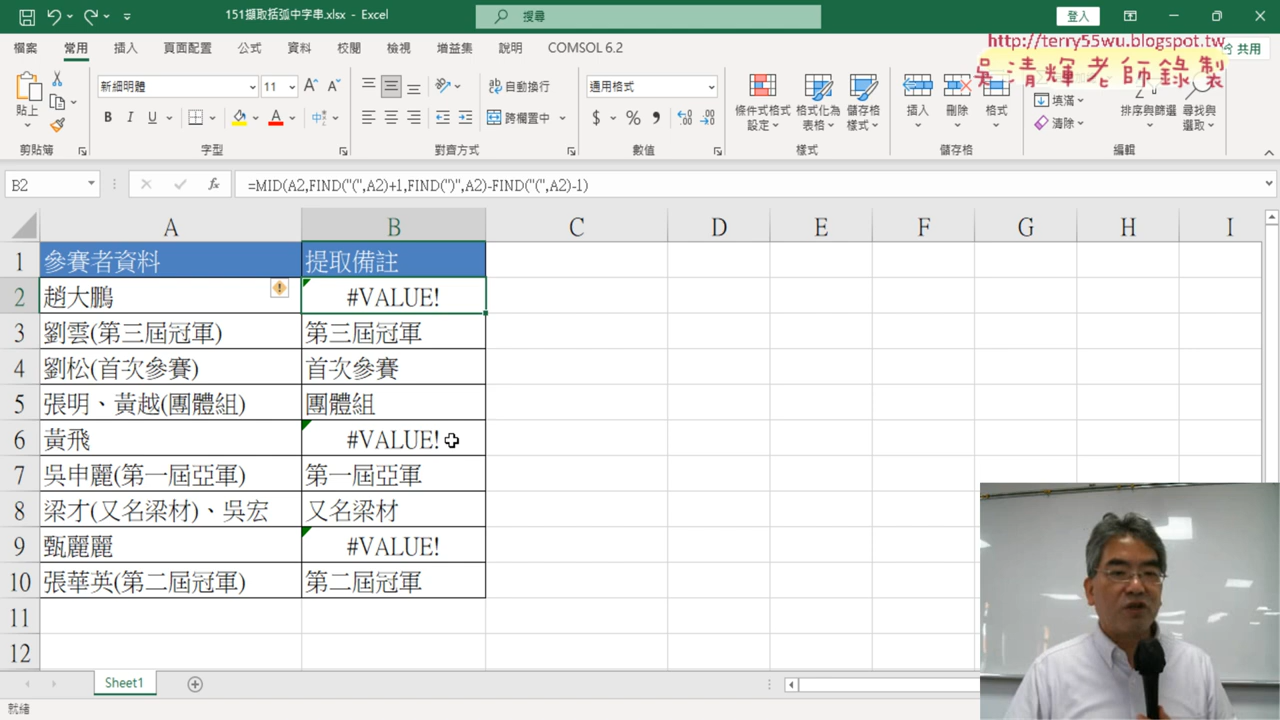 151擷取括弧中字串.xlsx - Excel
搜尋
登入
檔案 常用 插入 頁面配置 公式 資料 校閱 檢視 增益集 說明 COMSOL 6.2
http://terry55wu.blogspot.tw
共用
吳清輝老師錄製
貼上
新細明體 11
自動換行
通用格式
條件式格式設定
格式化為表格
儲存格樣式
插入 刪除 格式
填滿
清除
排序與篩選
尋找與選取
B I U
跨欄置中
$ % ,
剪貼簿 字型 對齊方式 數值 樣式 儲存格 編輯
B2 fx =MID(A2,FIND("(",A2)+1,FIND(")",A2)-FIND("(",A2)-1)
A B C D E F G H I
1 參賽者資料 提取備註
2 趙大鵬 #VALUE!
3 劉雲(第三屆冠軍) 第三屆冠軍
4 劉松(首次參賽) 首次參賽
5 張明、黃越(團體組) 團體組
6 黃飛 #VALUE!
7 吳申麗(第一屆亞軍) 第一屆亞軍
8 梁才(又名梁材)、吳宏 又名梁材
9 甄麗麗 #VALUE!
10 張華英(第二屆冠軍) 第二屆冠軍
11
12
Sheet1
就緒